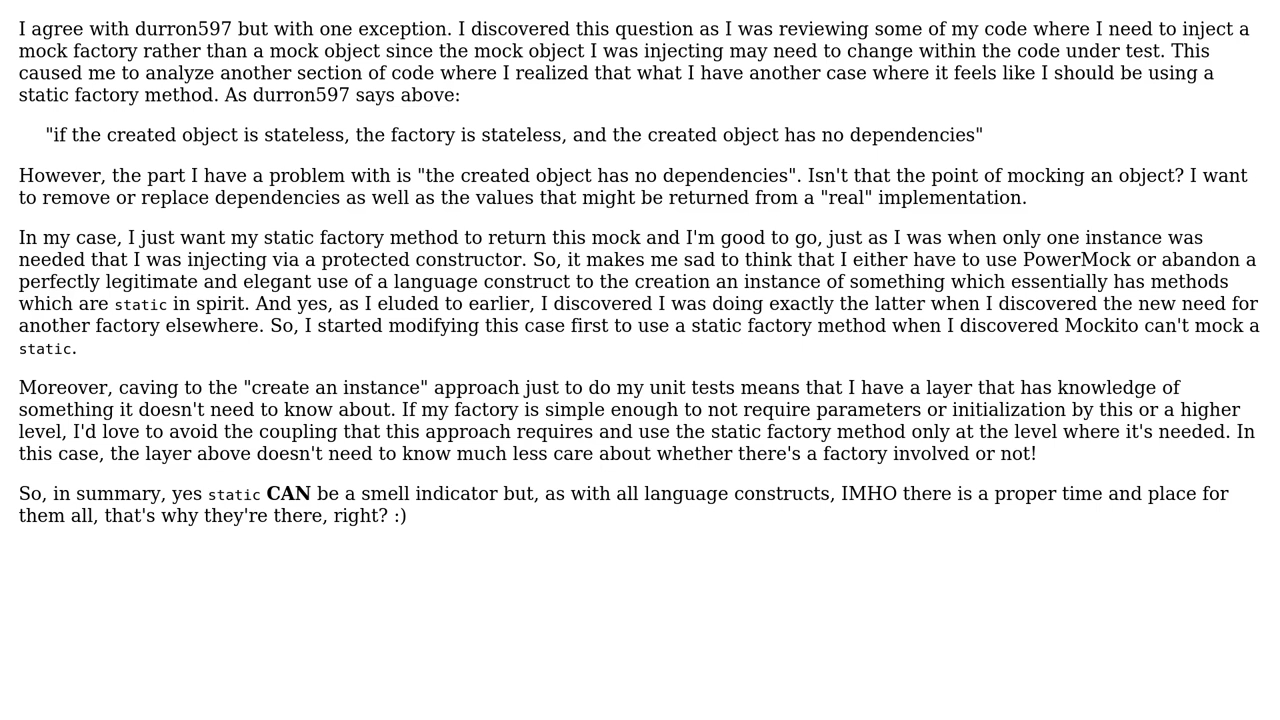 I agree with durron597 but with one exception. I discovered this question as I was reviewing some of my code where I need to inject a
mock factory rather than a mock object since the mock object I was injecting may need to change within the code under test. This
caused me to analyze another section of code where I realized that what I have another case where it feels like I should be using a
static factory method. As durron597 says above:
"if the created object is stateless, the factory is stateless, and the created object has no dependencies"
However, the part I have a problem with is "the created object has no dependencies". Isn't that the point of mocking an object? I want
to remove or replace dependencies as well as the values that might be returned from a "real" implementation.
In my case, I just want my static factory method to return this mock and I'm good to go, just as I was when only one instance was
needed that I was injecting via a protected constructor. So, it makes me sad to think that I either have to use PowerMock or abandon a
perfectly legitimate and elegant use of a language construct to the creation an instance of something which essentially has methods
which are static in spirit. And yes, as I eluded to earlier, I discovered I was doing exactly the latter when I discovered the new need for
another factory elsewhere. So, I started modifying this case first to use a static factory method when I discovered Mockito can't mock a
static.
Moreover, caving to the "create an instance" approach just to do my unit tests means that I have a layer that has knowledge of
something it doesn't need to know about. If my factory is simple enough to not require parameters or initialization by this or a higher
level, I'd love to avoid the coupling that this approach requires and use the static factory method only at the level where it's needed. In
this case, the layer above doesn't need to know much less care about whether there's a factory involved or not!
So, in summary, yes static CAN be a smell indicator but, as with all language constructs, IMHO there is a proper time and place for
them all, that's why they're there, right? :)